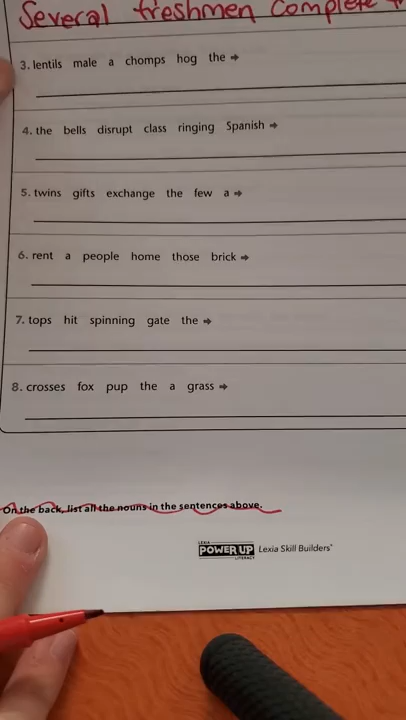 Several freshmen complete
3. lentils male a chomps hog the ➩
4. the bells disrupt class ringing Spanish ➩
5. twins gifts exchange the few a ➩
6. rent a people home those brick ➩
7. tops hit spinning gate the ➩
8. crosses fox pup the a grass ➩
On the back, list all the nouns in the sentences above.
LEXIA
POWER UP Lexia Skill Builders®
LITERACY